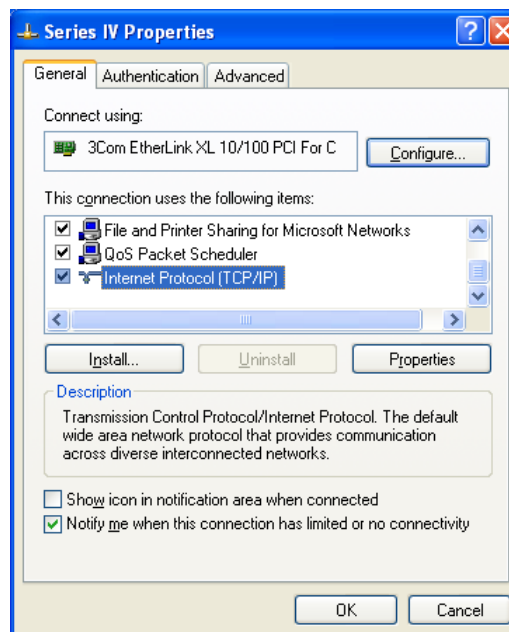 Series IV Properties
General Authentication Advanced
Connect using:
3Com EtherLink XL 10/100 PCI For C Configure...
This connection uses the following items:
File and Printer Sharing for Microsoft Networks
QoS Packet Scheduler
Internet Protocol (TCP/IP)
Install... Uninstall Properties
Description
Transmission Control Protocol/Internet Protocol. The default
wide area network protocol that provides communication
across diverse interconnected networks.
Show icon in notification area when connected
Notify me when this connection has limited or no connectivity
OK Cancel